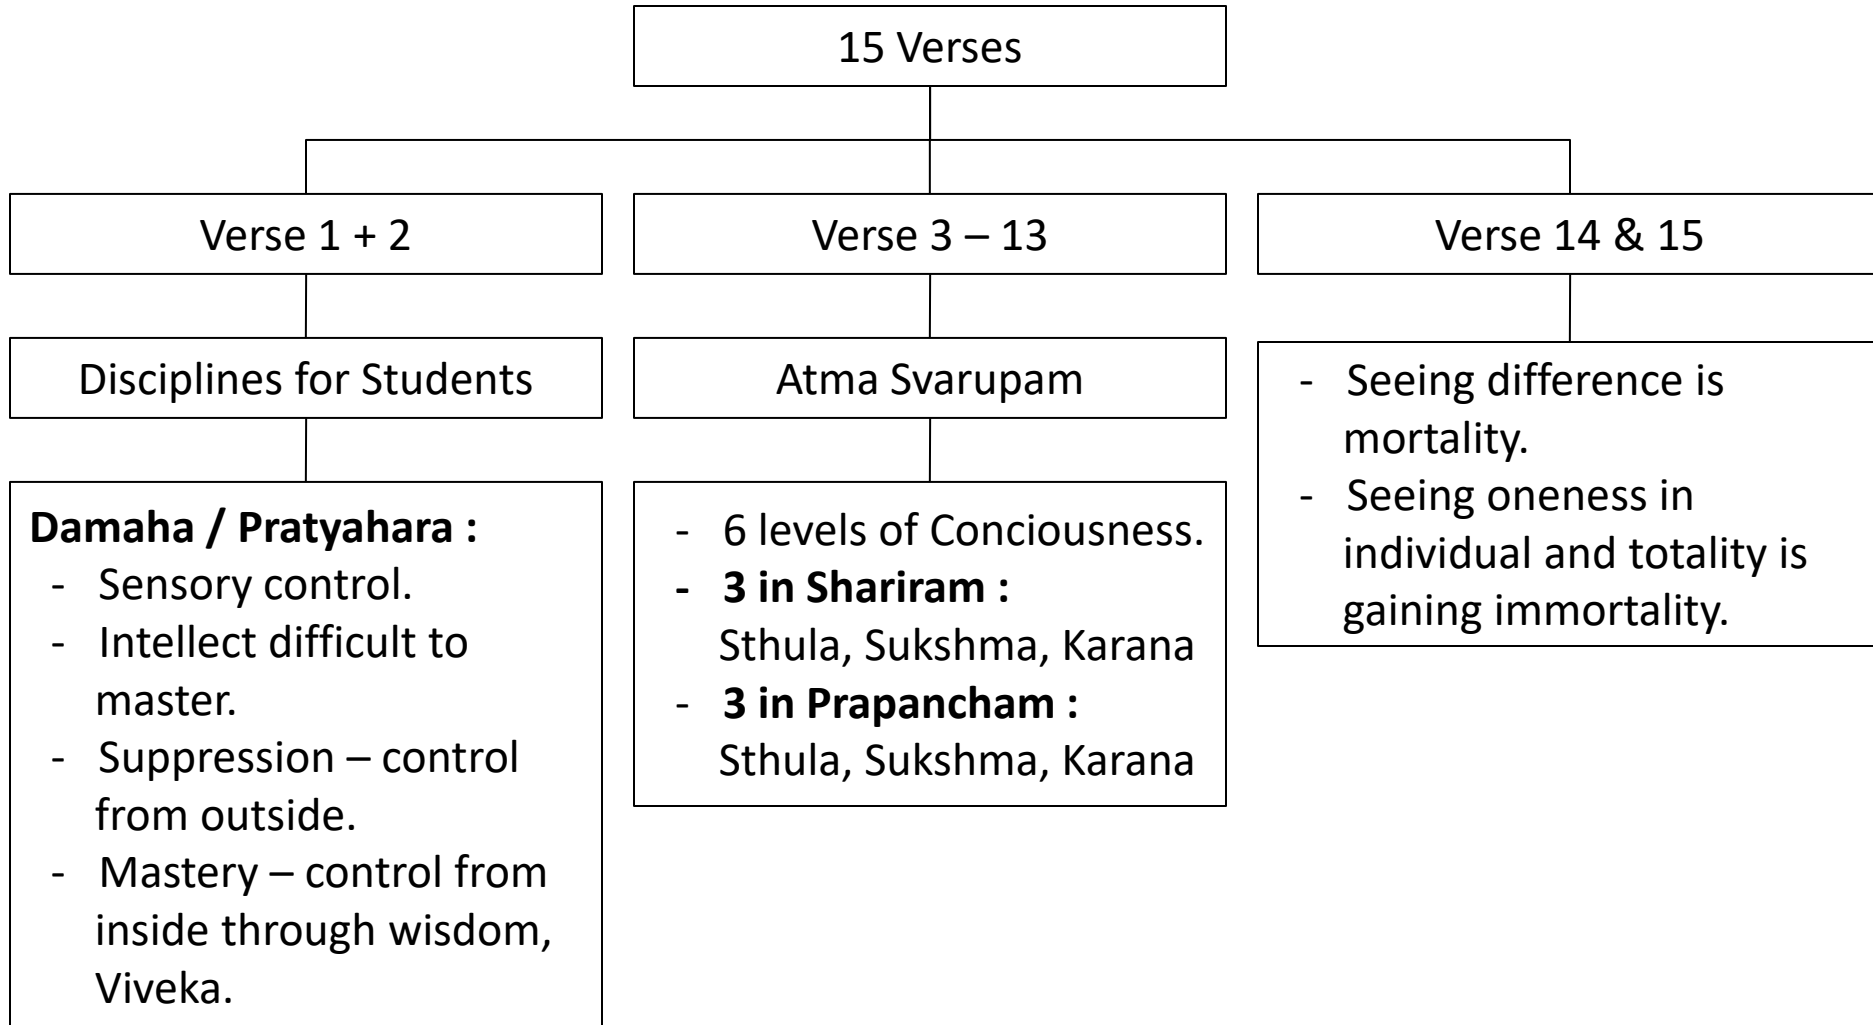 15 Verses
Verse 1 + 2
Disciplines for Students
Damaha / Pratyahara :
- Sensory control.
- Intellect difficult to
master.
- Suppression – control
from outside.
- Mastery – control from
inside through wisdom,
Viveka.
Verse 3 – 13
Atma Svarupam
- 6 levels of Conciousness.
- 3 in Shariram :
Sthula, Sukshma, Karana
- 3 in Prapancham :
Sthula, Sukshma, Karana
Verse 14 & 15
- Seeing difference is
mortality.
- Seeing oneness in
individual and totality is
gaining immortality.